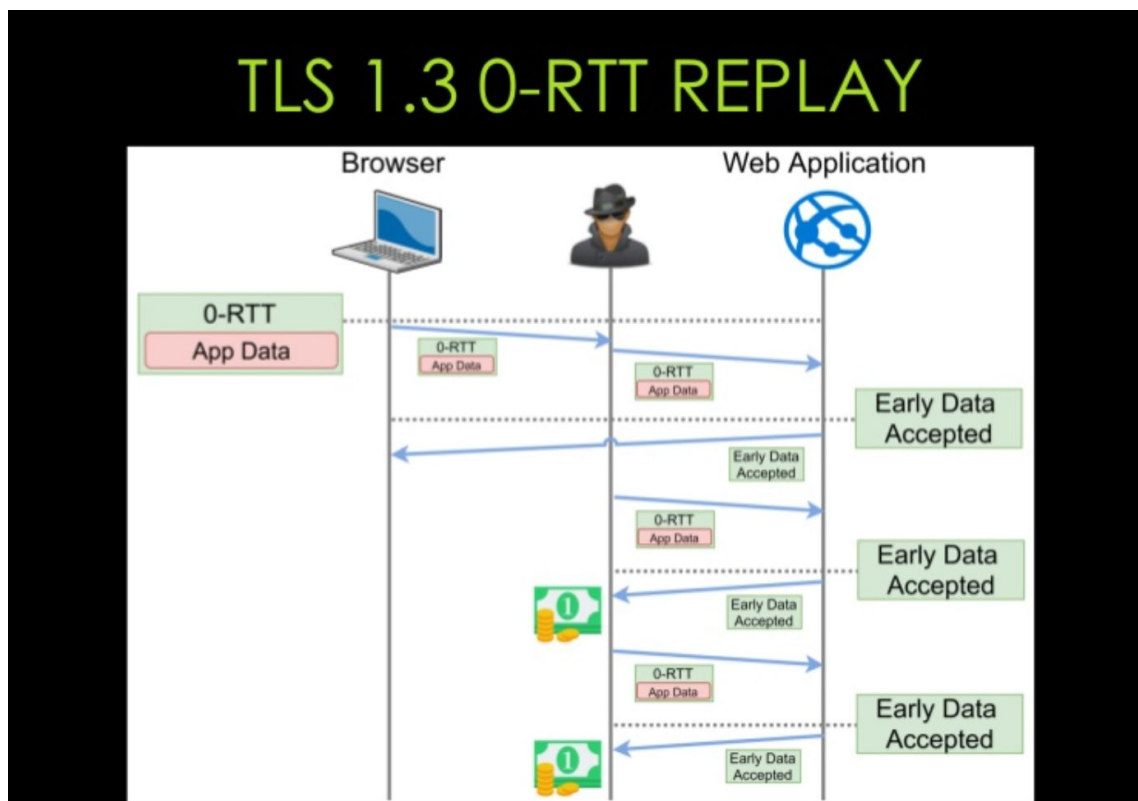 TLS 1.3 0-RTT REPLAY
Browser
Web Application
0-RTT
App Data
0-RTT
App Data
0-RTT
App Data
Early Data
Accepted
Early Data
Accepted
0-RTT
App Data
Early Data
Accepted
Early Data
Accepted
1
0-RTT
App Data
Early Data
Accepted
Early Data
Accepted
1